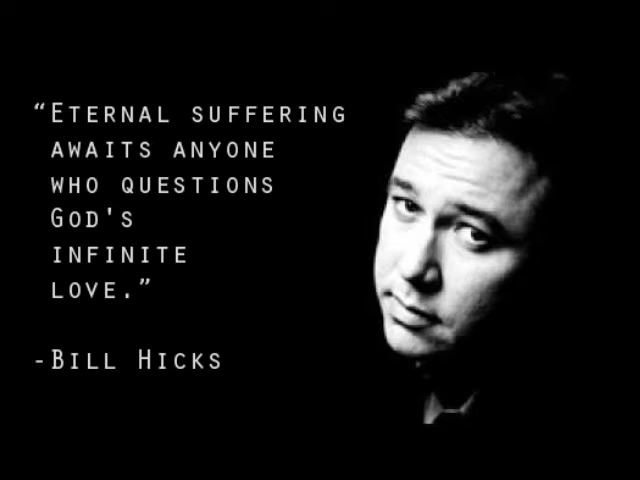 “Eternal suffering
awaits anyone
who questions
God's
infinite
love.”
-Bill Hicks